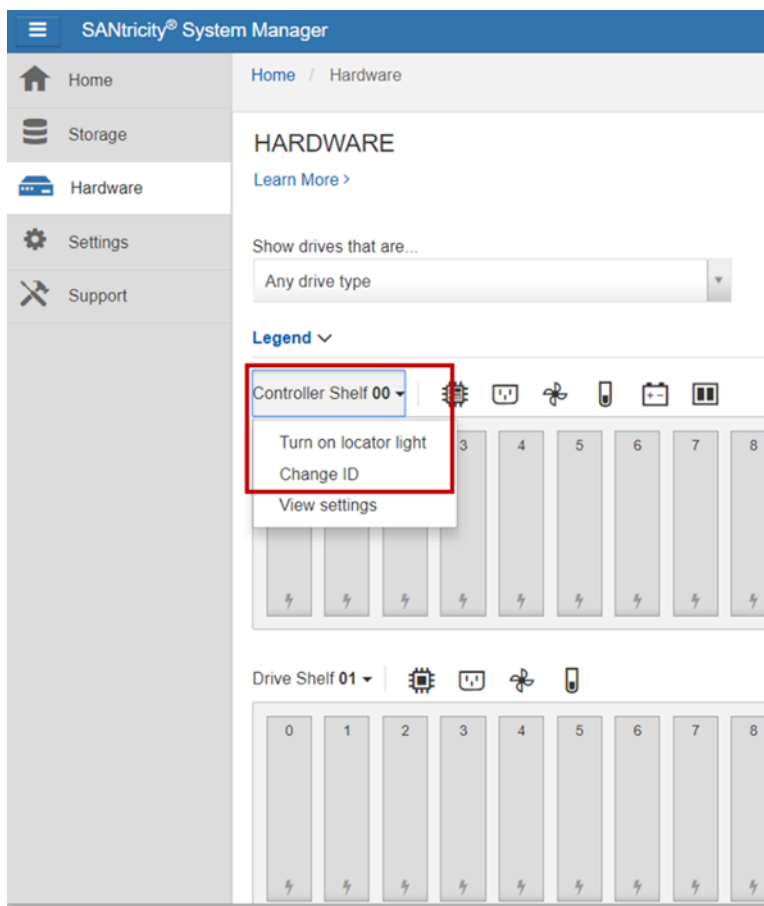 SANtricity® System Manager
Home
Storage
Hardware
Settings
Support
Home / Hardware
HARDWARE
Learn More >
Show drives that are...
Any drive type
Legend
Controller Shelf 00
Turn on locator light
Change ID
View settings
3 4 5 6 7 8
Drive Shelf 01
0 1 2 3 4 5 6 7 8